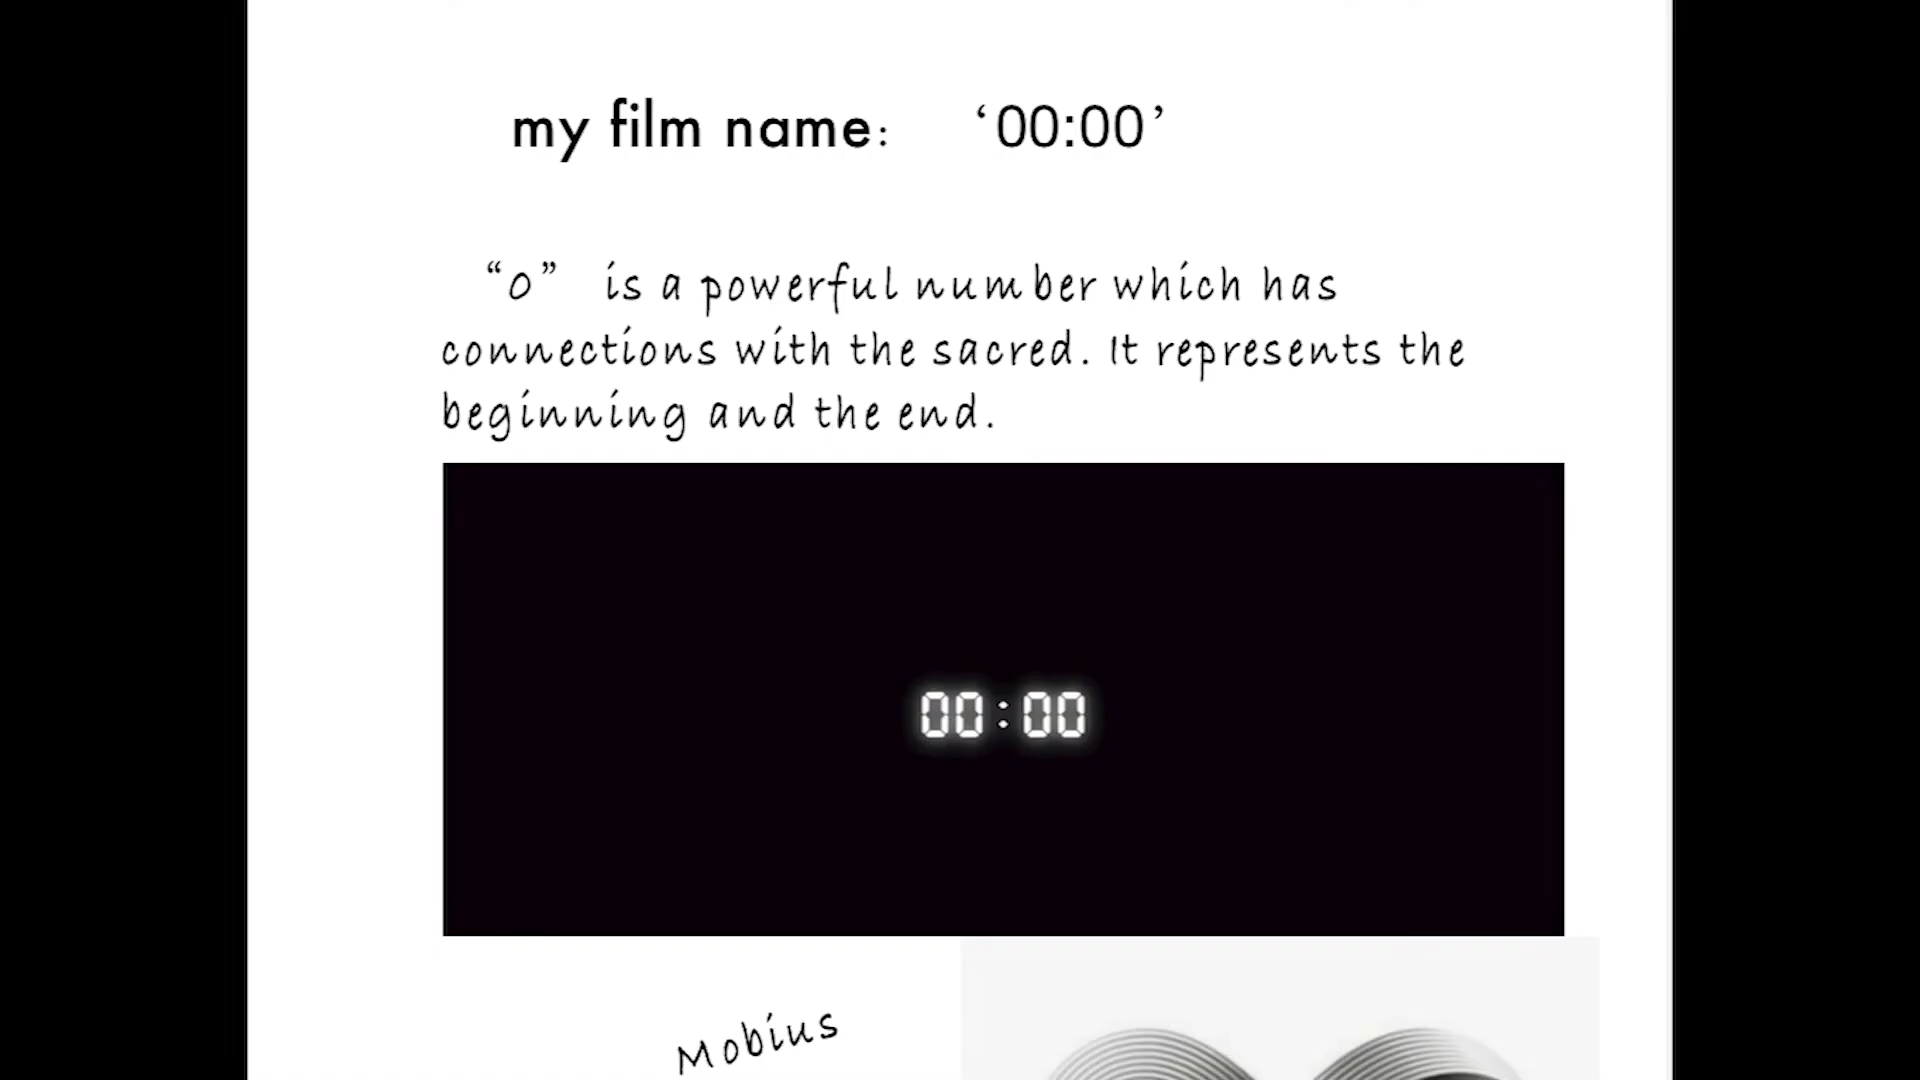 my film name: ‘00:00’
“0” is a powerful number which has
connections with the sacred. It represents the
beginning and the end.
00:00
Mobius